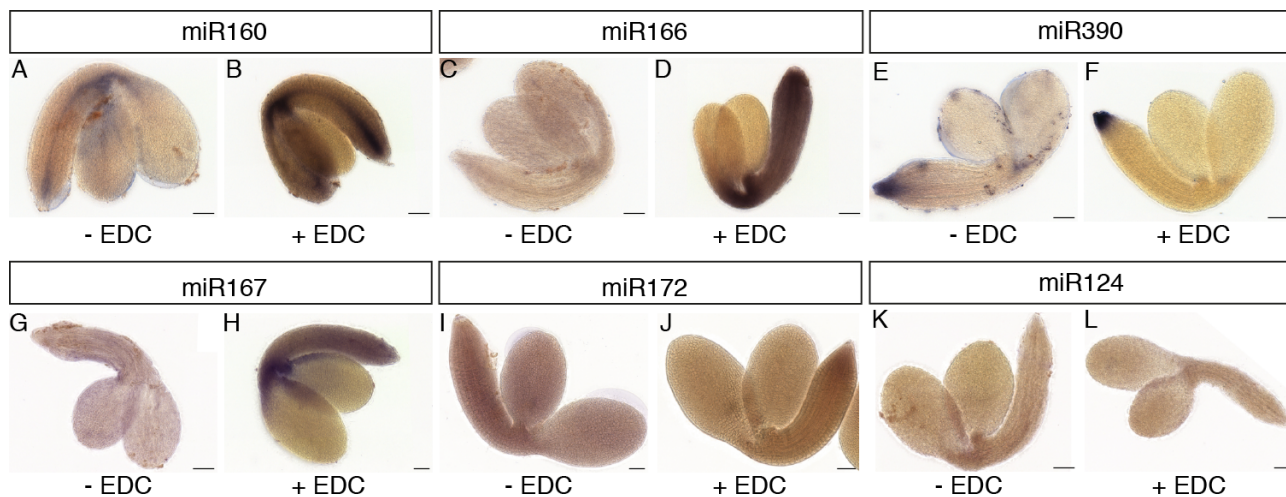 miR160 miR166 miR390
A B C D E F
- EDC + EDC - EDC + EDC - EDC + EDC
miR167 miR172 miR124
G H I J K L
- EDC + EDC - EDC + EDC - EDC + EDC